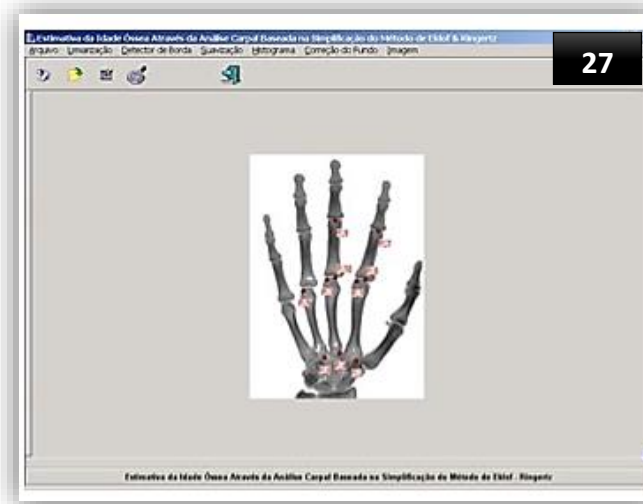 Estimativa da Idade Óssea Através da Análise Carpal Baseada na Simplificação do Método de Eklof & Ringertz
Arquivo Limiarização Detector de Borda Suavização Histograma Correção do Fundo Imagem
27
Estimativa da Idade Óssea Através da Análise Carpal Baseada na Simplificação do Método de Eklof - Ringertz